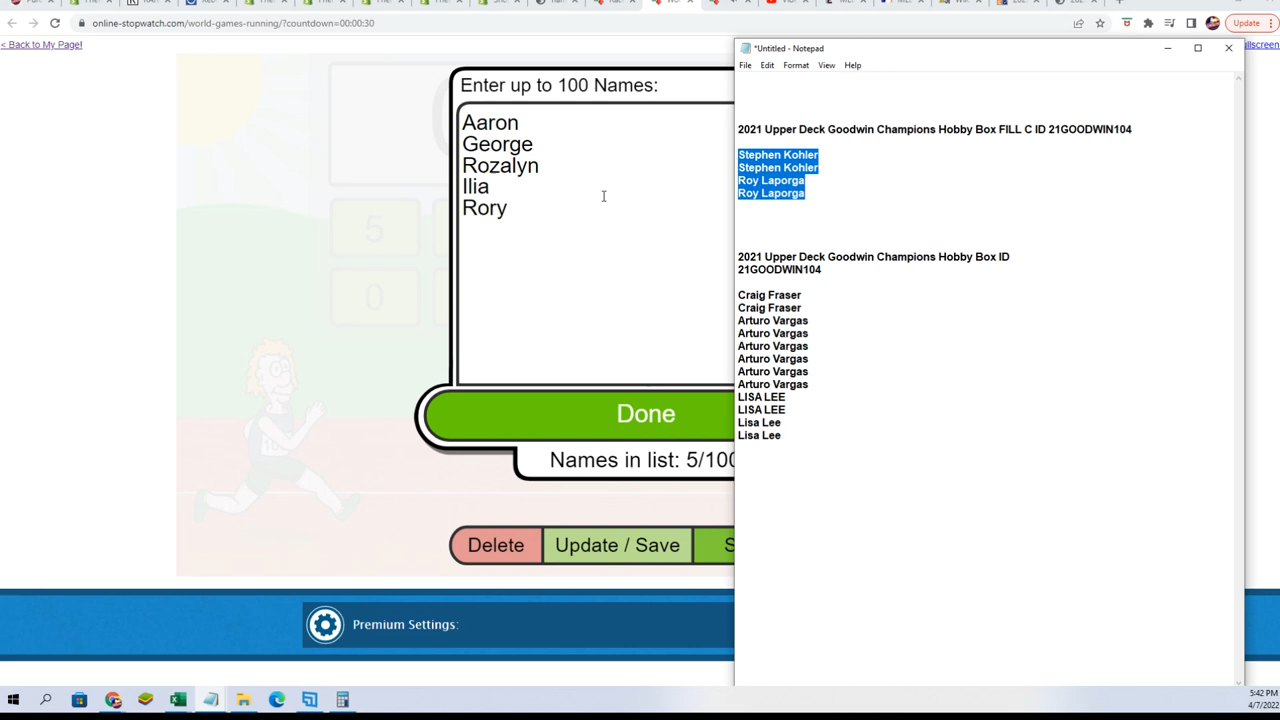 online-stopwatch.com/world-games-running/?countdown=00:00:30
Update
< Back to My Page!
Enter up to 100 Names:
Aaron
George
Rozalyn
Ilia
Rory
5
0
Done
Names in list: 5/100
Delete
Update / Save
Premium Settings:
*Untitled - Notepad
File Edit Format View Help
2021 Upper Deck Goodwin Champions Hobby Box FILL C ID 21GOODWIN104
Stephen Kohler
Stephen Kohler
Roy Laporga
Roy Laporga
2021 Upper Deck Goodwin Champions Hobby Box ID
21GOODWIN104
Craig Fraser
Craig Fraser
Arturo Vargas
Arturo Vargas
Arturo Vargas
Arturo Vargas
Arturo Vargas
Arturo Vargas
LISA LEE
LISA LEE
Lisa Lee
Lisa Lee
5:42 PM
4/7/2022